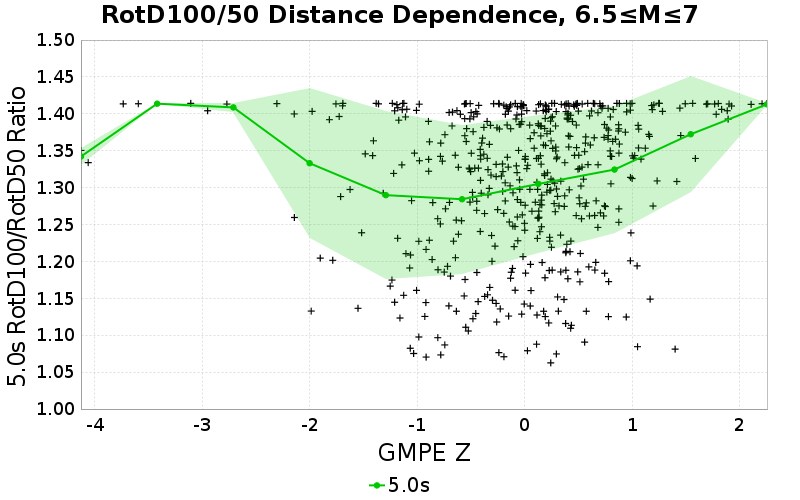 RotD100/50 Distance Dependence, 6.5≤M≤7
5.0s RotD100/RotD50 Ratio
1.50
1.45
1.40
1.35
1.30
1.25
1.20
1.15
1.10
1.05
1.00
-4 -3 -2 -1 0 1 2
GMPE Z
5.0s